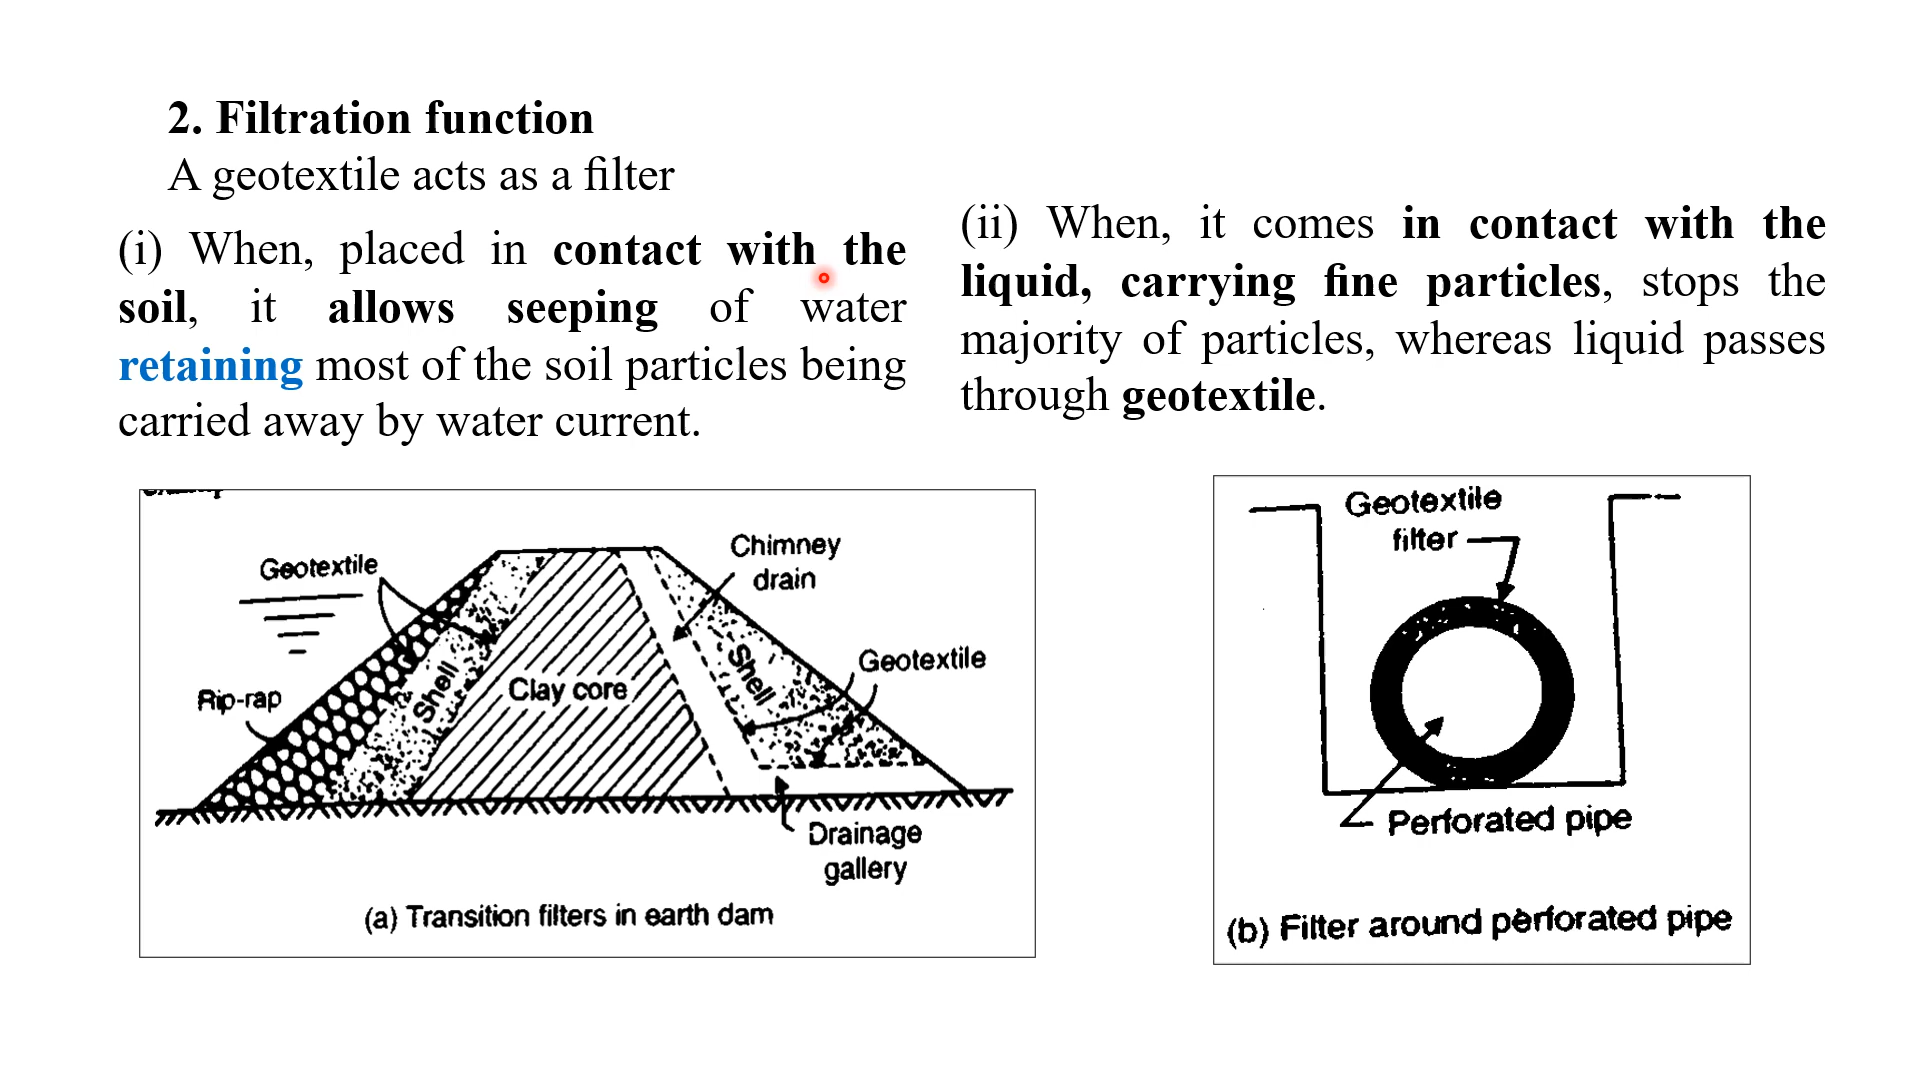 2. Filtration function
A geotextile acts as a filter
(i) When, placed in contact with the
soil, it allows seeping of water
retaining most of the soil particles being
carried away by water current.
(ii) When, it comes in contact with the
liquid, carrying fine particles, stops the
majority of particles, whereas liquid passes
through geotextile.
Geotextile
Chimney
drain
Rip-rap
Shell
Clay core
Shell
Geotextile
Drainage
gallery
(a) Transition filters in earth dam
Geotextile
filter
Perforated pipe
(b) Filter around perforated pipe